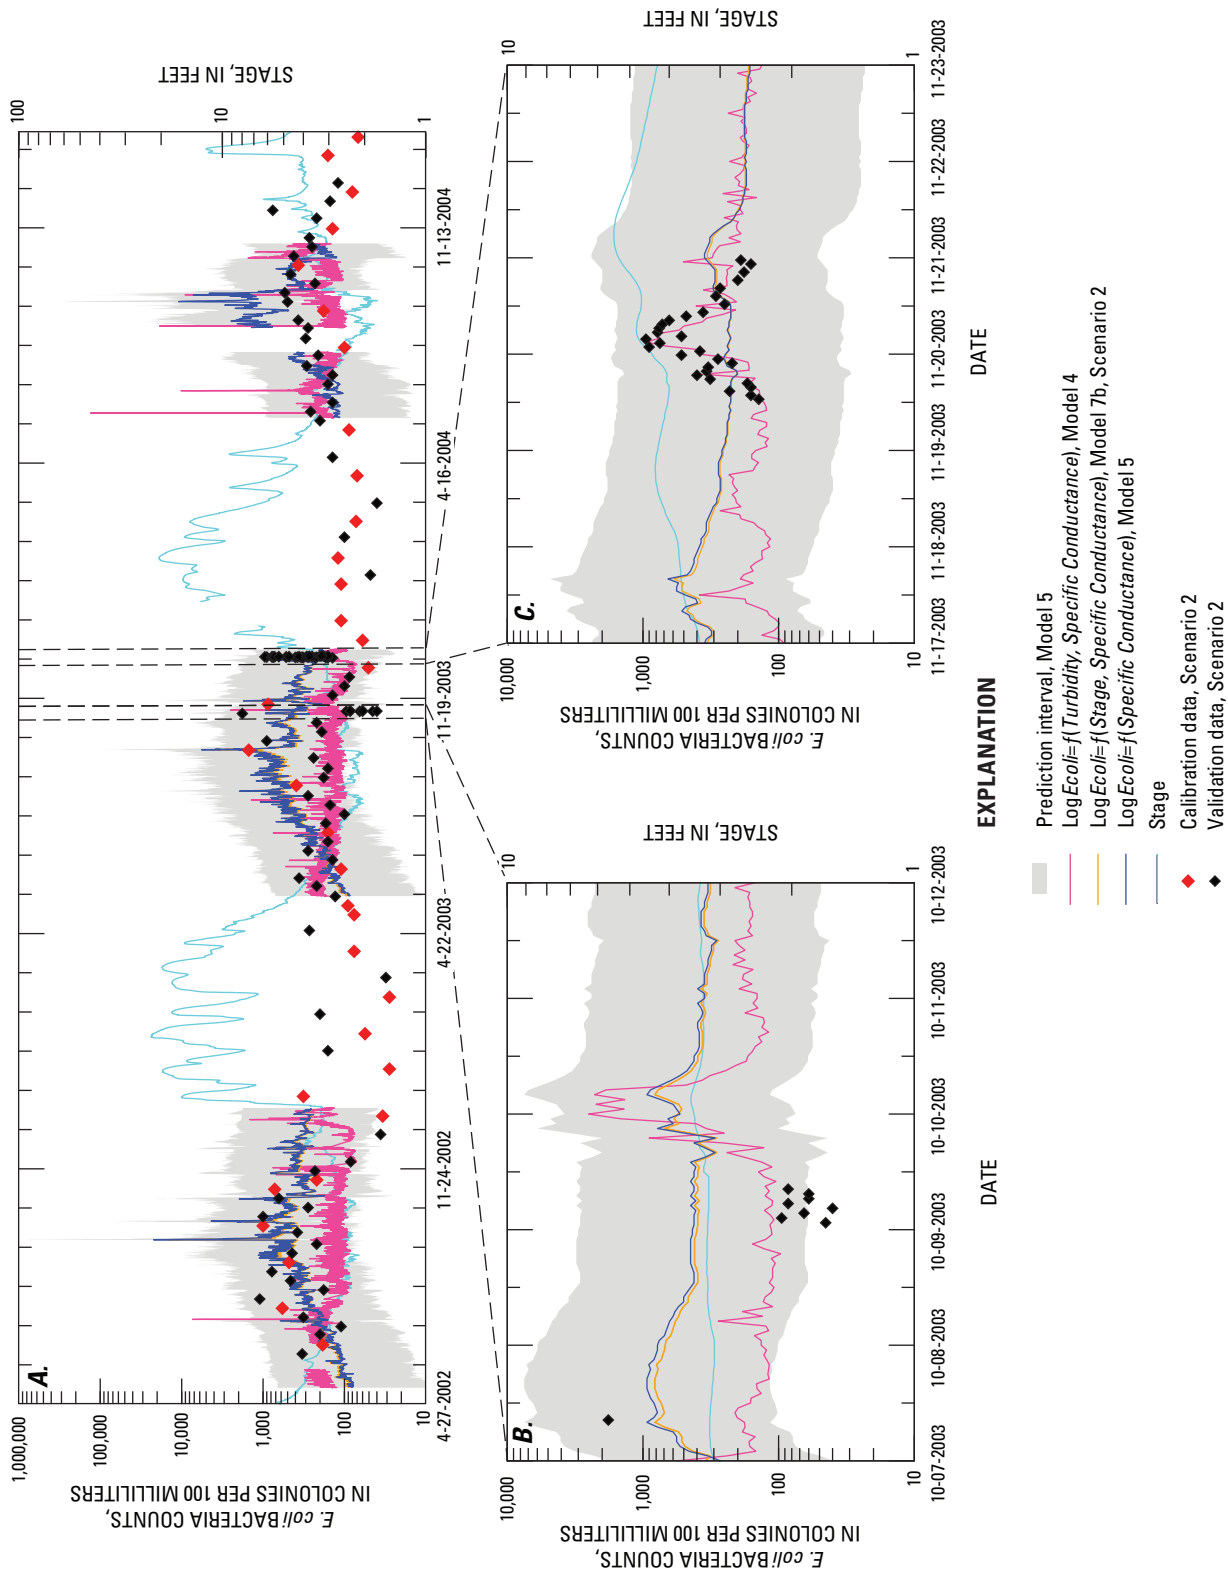 A.
E. coli BACTERIA COUNTS,
IN COLONIES PER 100 MILLILITERS
1,000,000
100,000
10,000
1,000
100
10
STAGE, IN FEET
100
10
1
4-27-2002
11-24-2002
4-22-2003
11-19-2003
4-16-2004
11-13-2004
B.
E. coli BACTERIA COUNTS,
IN COLONIES PER 100 MILLILITERS
10,000
1,000
100
10
STAGE, IN FEET
10
1
10-07-2003
10-08-2003
10-09-2003
10-10-2003
10-11-2003
10-12-2003
DATE
C.
E. coli BACTERIA COUNTS,
IN COLONIES PER 100 MILLILITERS
10,000
1,000
100
10
STAGE, IN FEET
10
1
11-17-2003
11-18-2003
11-19-2003
11-20-2003
11-21-2003
11-22-2003
11-23-2003
DATE
EXPLANATION
Prediction interval, Model 5
LogEcoli=ƒ(Turbidity, Specific Conductance), Model 4
LogEcoli=ƒ(Stage, Specific Conductance), Model 7b, Scenario 2
LogEcoli=ƒ(Specific Conductance), Model 5
Stage
Calibration data, Scenario 2
Validation data, Scenario 2